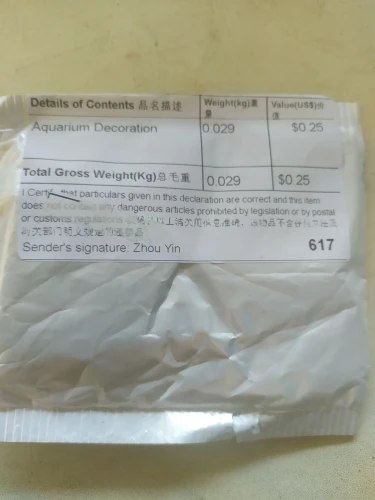 Details of Contents 品名描述 Weight(kg)重量 Value(US$)价值
Aquarium Decoration 0.029 $0.25
Total Gross Weight(Kg)总毛重 0.029 $0.25
I Certify that particulars given in this declaration are correct and this item
does not contain any dangerous articles prohibited by legislation or by postal
or customs regulations
Sender's signature: Zhou Yin 617